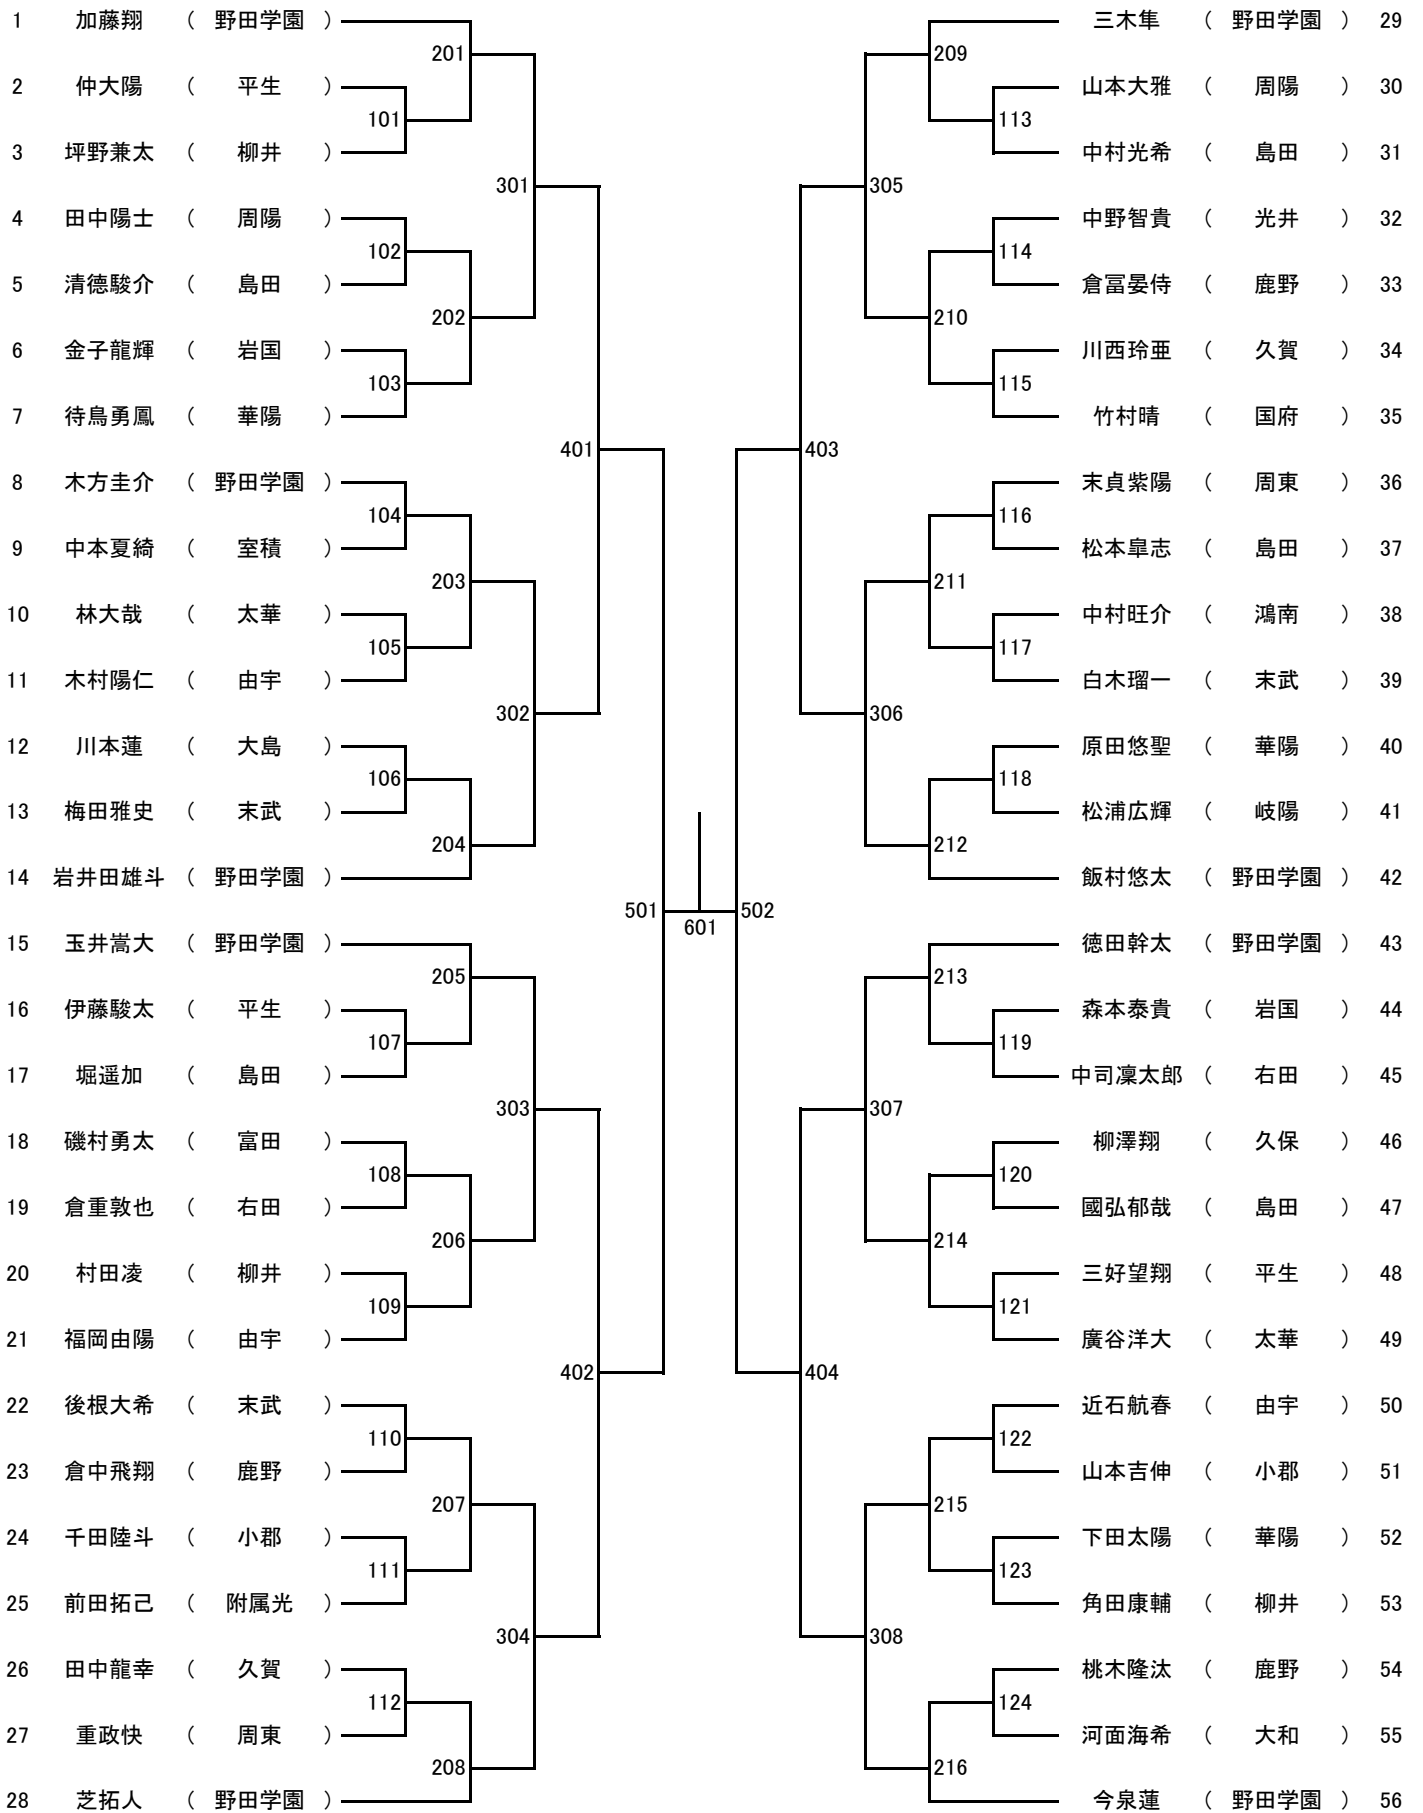 1 加藤翔 ( 野田学園 ) 三木隼 ( 野田学園 ) 29
201 209
2 仲大陽 ( 平生 ) 山本大雅 ( 周陽 ) 30
101 113
3 坪野兼太 ( 柳井 ) 中村光希 ( 島田 ) 31
301 305
4 田中陽士 ( 周陽 ) 中野智貴 ( 光井 ) 32
102 114
5 清德駿介 ( 島田 ) 倉冨晏侍 ( 鹿野 ) 33
202 210
6 金子龍輝 ( 岩国 ) 川西玲亜 ( 久賀 ) 34
103 115
7 待鳥勇鳳 ( 華陽 ) 竹村晴 ( 国府 ) 35
401 403
8 木方圭介 ( 野田学園 ) 末貞紫陽 ( 周東 ) 36
104 116
9 中本夏綺 ( 室積 ) 松本皐志 ( 島田 ) 37
203 211
10 林大哉 ( 太華 ) 中村旺介 ( 鴻南 ) 38
105 117
11 木村陽仁 ( 由宇 ) 白木瑠一 ( 末武 ) 39
302 306
12 川本蓮 ( 大島 ) 原田悠聖 ( 華陽 ) 40
106 118
13 梅田雅史 ( 末武 ) 松浦広輝 ( 岐陽 ) 41
204 212
14 岩井田雄斗 ( 野田学園 ) 飯村悠太 ( 野田学園 ) 42
501 502
601
15 玉井嵩大 ( 野田学園 ) 徳田幹太 ( 野田学園 ) 43
205 213
16 伊藤駿太 ( 平生 ) 森本泰貴 ( 岩国 ) 44
107 119
17 堀遥加 ( 島田 ) 中司凜太郎 ( 右田 ) 45
303 307
18 磯村勇太 ( 富田 ) 柳澤翔 ( 久保 ) 46
108 120
19 倉重敦也 ( 右田 ) 國弘郁哉 ( 島田 ) 47
206 214
20 村田凌 ( 柳井 ) 三好望翔 ( 平生 ) 48
109 121
21 福岡由陽 ( 由宇 ) 廣谷洋大 ( 太華 ) 49
402 404
22 後根大希 ( 末武 ) 近石航春 ( 由宇 ) 50
110 122
23 倉中飛翔 ( 鹿野 ) 山本吉伸 ( 小郡 ) 51
207 215
24 千田陸斗 ( 小郡 ) 下田太陽 ( 華陽 ) 52
111 123
25 前田拓己 ( 附属光 ) 角田康輔 ( 柳井 ) 53
304 308
26 田中龍幸 ( 久賀 ) 桃木隆汰 ( 鹿野 ) 54
112 124
27 重政快 ( 周東 ) 河面海希 ( 大和 ) 55
208 216
28 芝拓人 ( 野田学園 ) 今泉蓮 ( 野田学園 ) 56